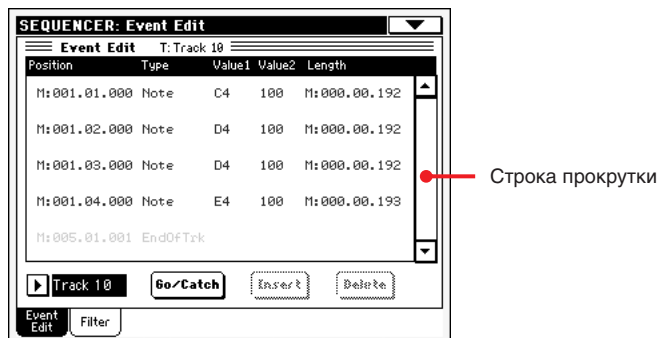 SEQUENCER: Event Edit
Event Edit T:Track 10
Position Type Value1 Value2 Length
M:001.01.000 Note C4 100 M:000.00.192
M:001.02.000 Note D4 100 M:000.00.192
M:001.03.000 Note D4 100 M:000.00.192
Строка прокрутки
M:001.04.000 Note E4 100 M:000.00.193
M:005.01.001 EndOfTrk
Track 10 Go/Catch Insert Delete
Event Edit Filter